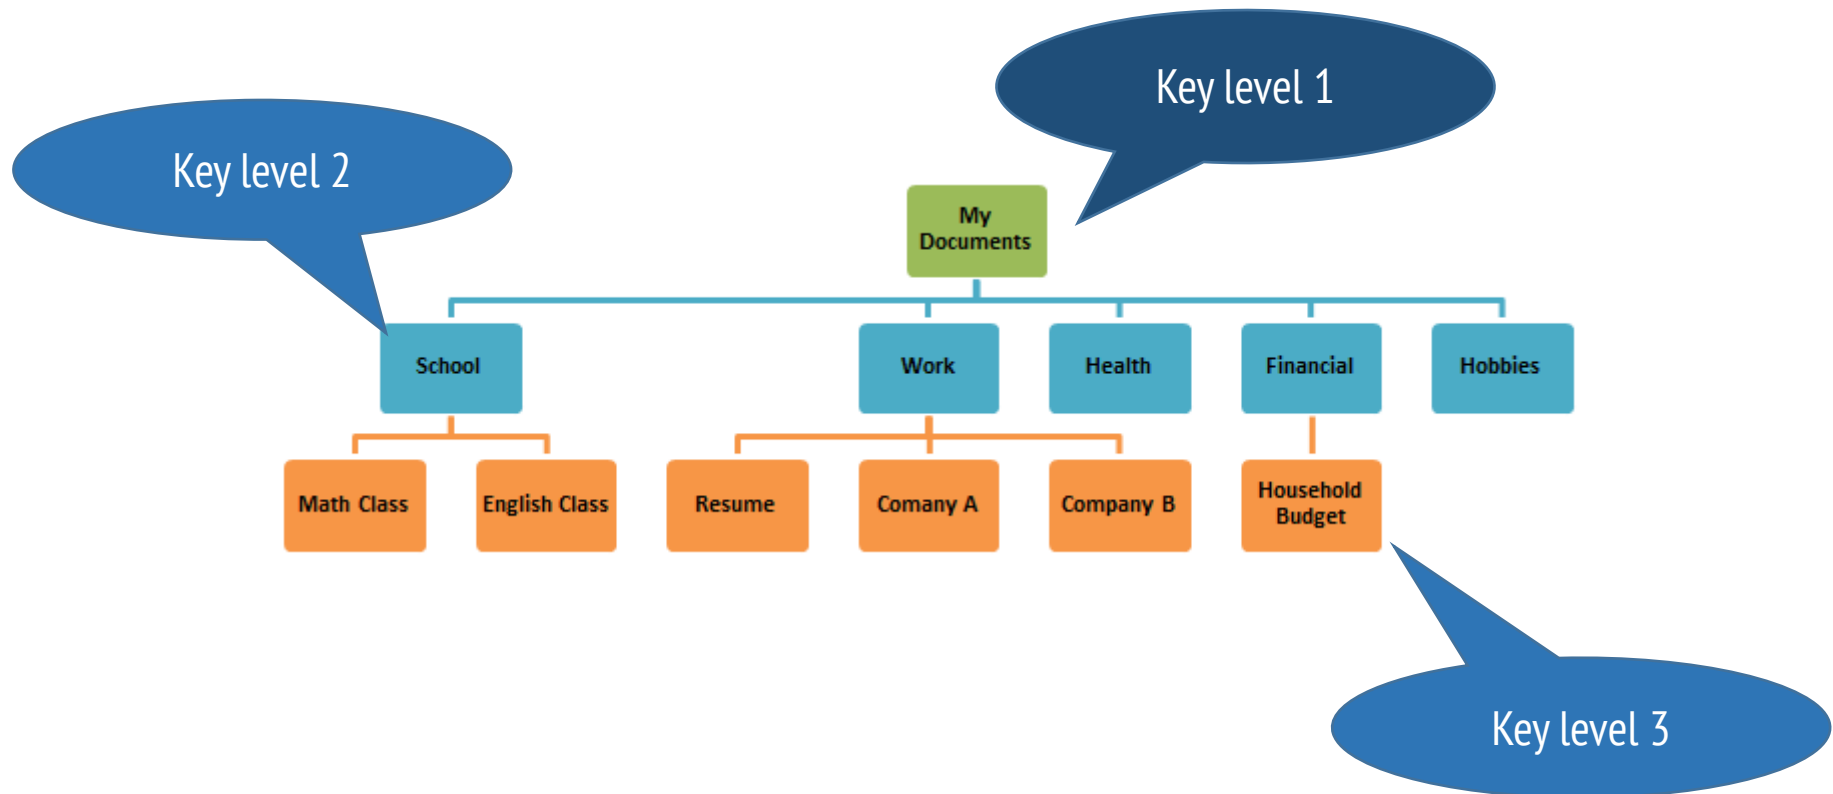 Key level 1
Key level 2
My
Documents
School
Work
Health
Financial
Hobbies
Math Class
English Class
Resume
Comany A
Company B
Household
Budget
Key level 3